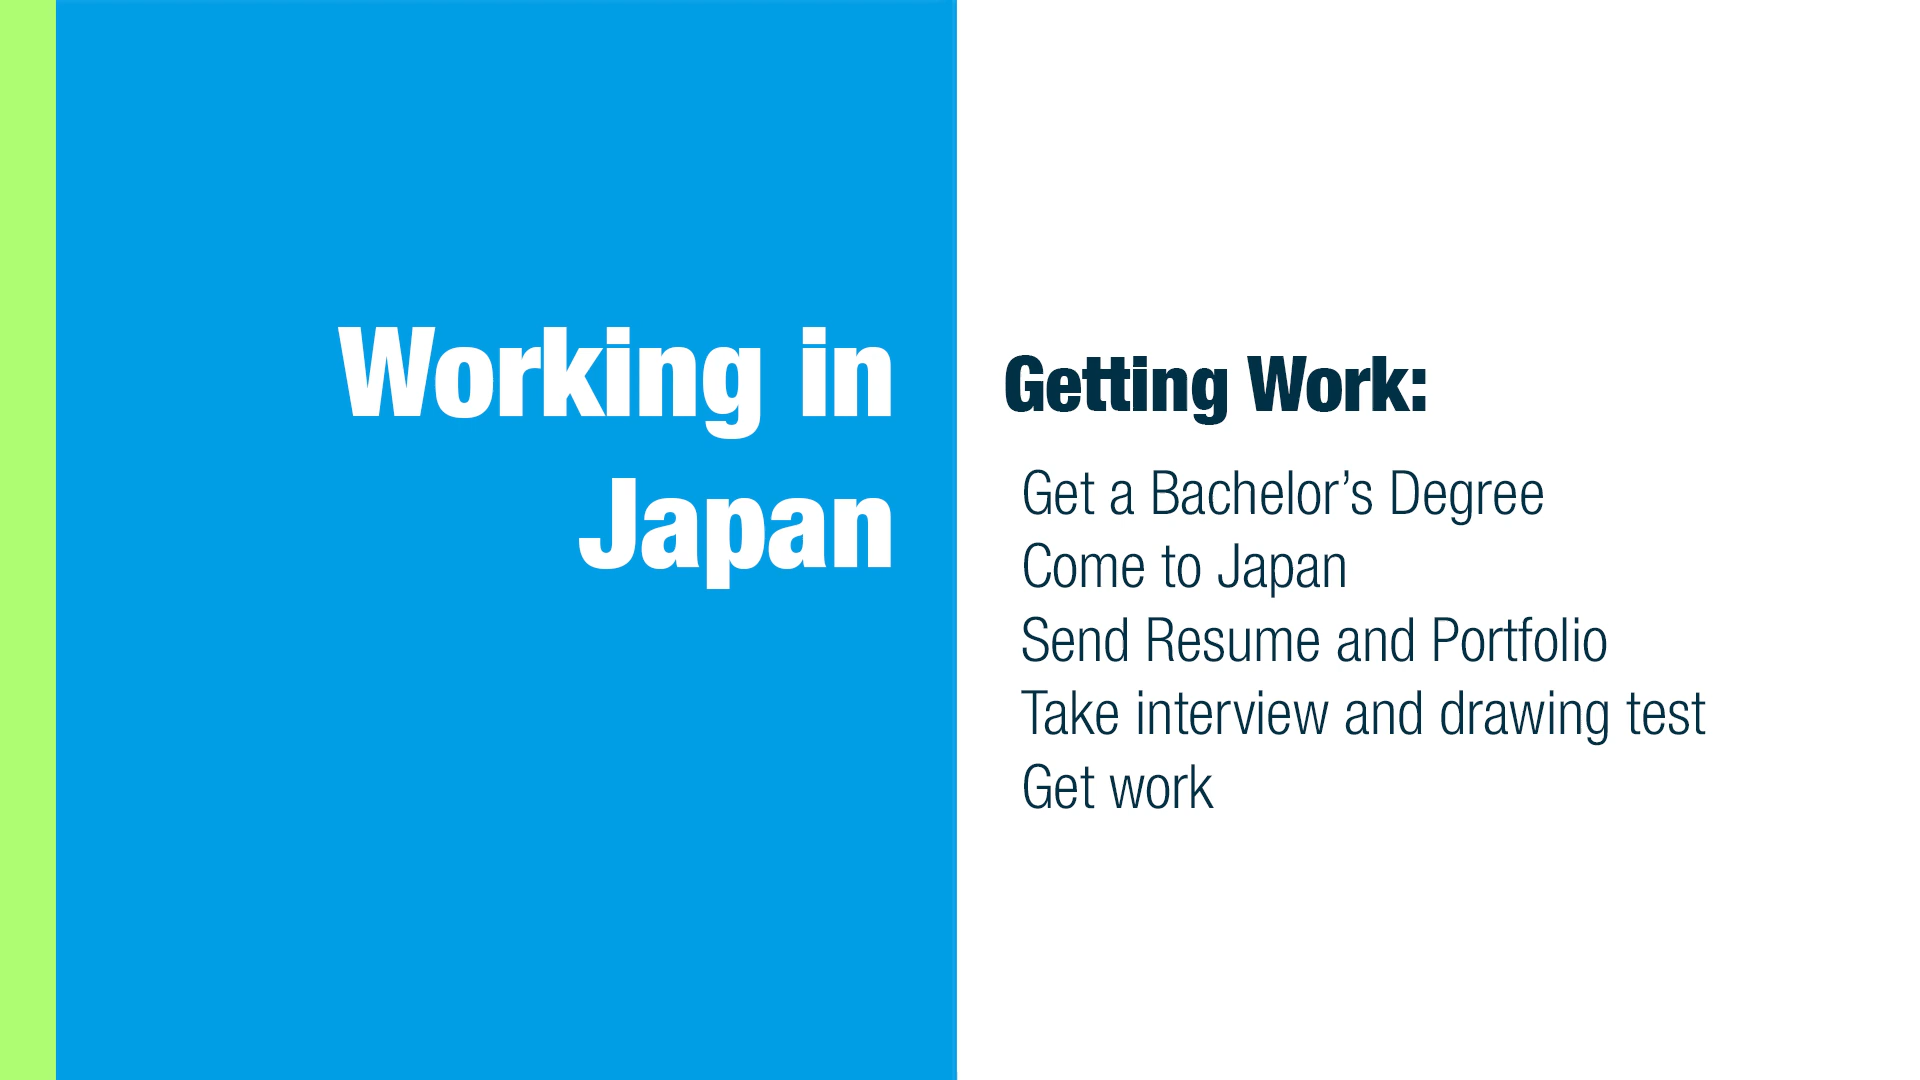 Working in
Japan
Getting Work:
Get a Bachelor’s Degree
Come to Japan
Send Resume and Portfolio
Take interview and drawing test
Get work